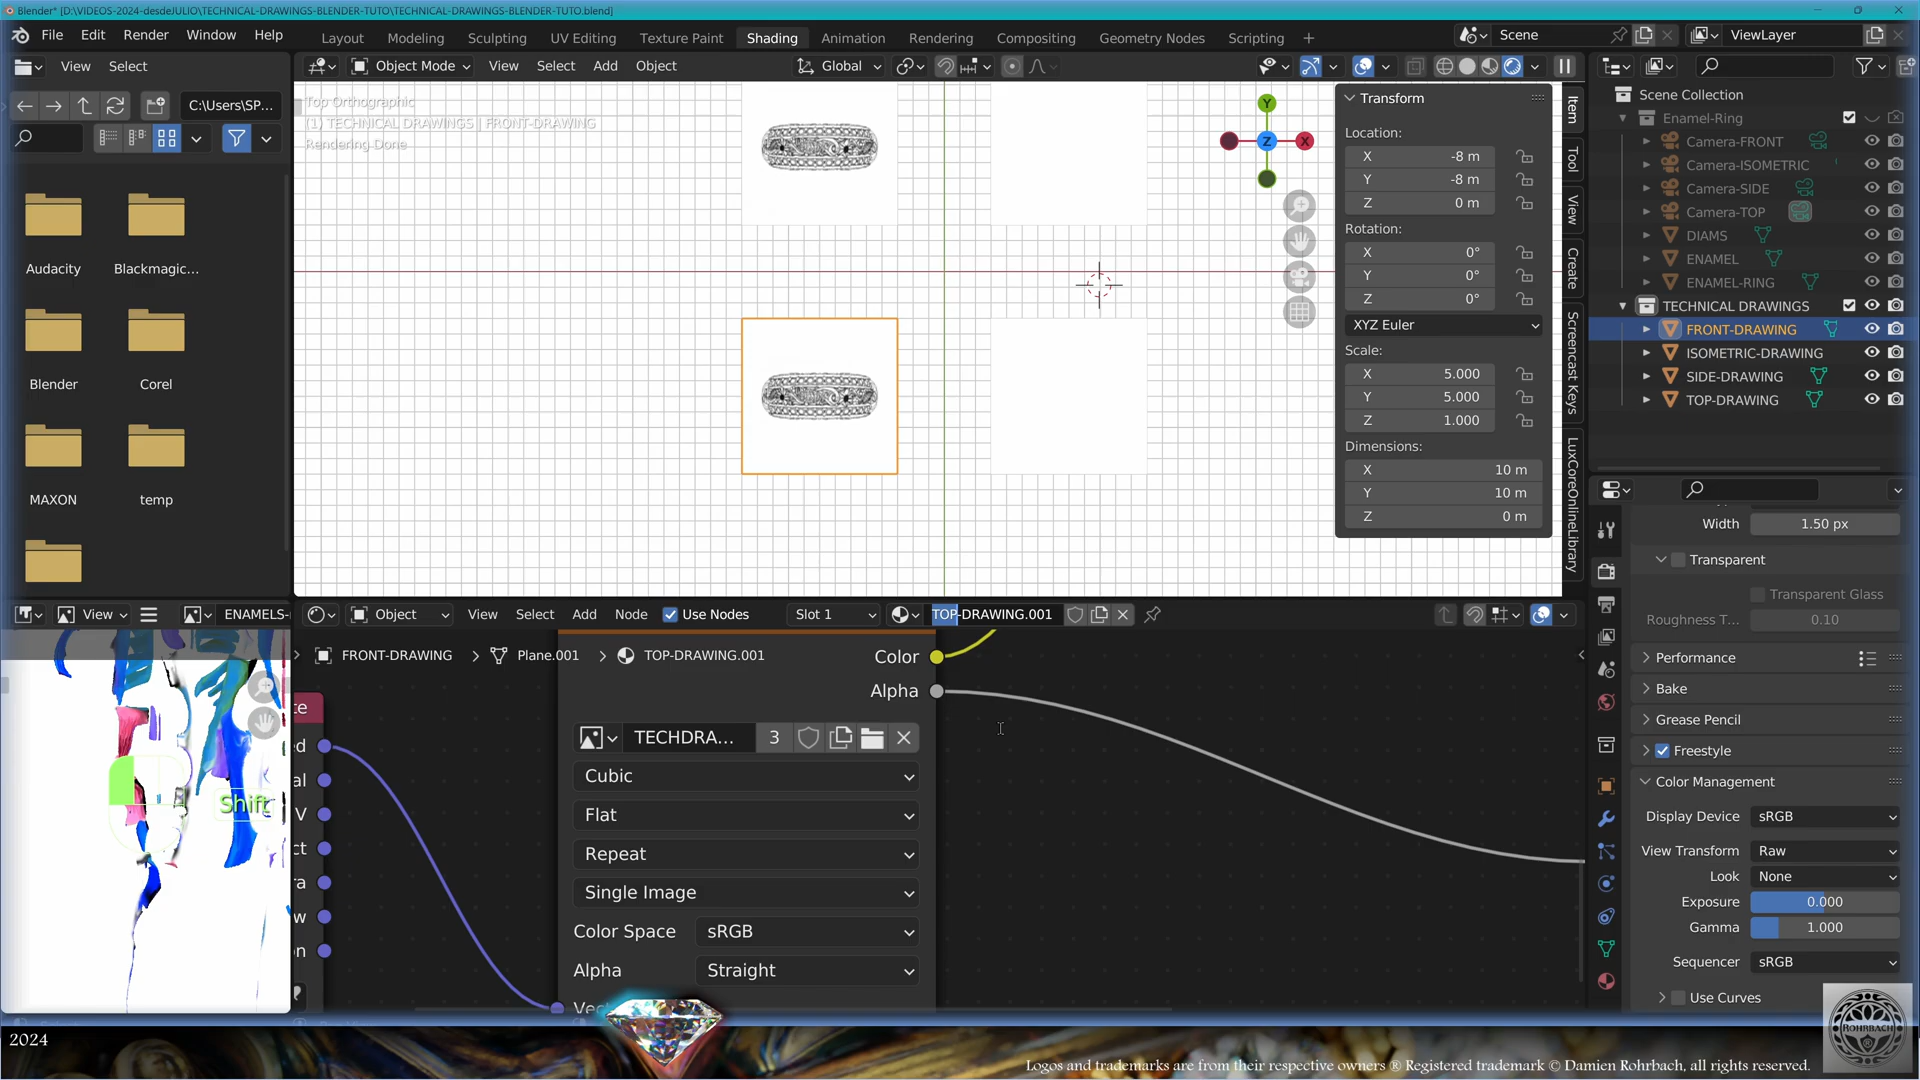 Blender* [D:\VIDEOS-2024-desdeJULIO\TECHNICAL-DRAWINGS-BLENDER-TUTO\TECHNICAL-DRAWINGS-BLENDER-TUTO.blend]
File Edit Render Window Help
Layout Modeling Sculpting UV Editing Texture Paint Shading Animation Rendering Compositing Geometry Nodes Scripting +
Scene ViewLayer
View Select
Object Mode View Select Add Object Global
C:\Users\SP...
Audacity Blackmagic...
Blender Corel
MAXON temp
Top Orthographic
(1) TECHNICAL DRAWINGS | FRONT-DRAWING
Rendering Done
Y
Z X
Transform
Location:
X -8 m
Y -8 m
Z 0 m
Rotation:
X 0°
Y 0°
Z 0°
XYZ Euler
Scale:
X 5.000
Y 5.000
Z 1.000
Dimensions:
X 10 m
Y 10 m
Z 0 m
Item
Tool
View
Create
Screencast Keys
LuxCoreOnlineLibrary
Scene Collection
Enamel-Ring
Camera-FRONT
Camera-ISOMETRIC
Camera-SIDE
Camera-TOP
DIAMS
ENAMEL
ENAMEL-RING
TECHNICAL DRAWINGS
FRONT-DRAWING
ISOMETRIC-DRAWING
SIDE-DRAWING
TOP-DRAWING
Width 1.50 px
Transparent
Transparent Glass
Roughness T... 0.10
Performance
Bake
Grease Pencil
Freestyle
Color Management
Display Device sRGB
View Transform Raw
Look None
Exposure 0.000
Gamma 1.000
Sequencer sRGB
Use Curves
View ENAMELS-
Shift
Object View Select Add Node Use Nodes Slot 1 TOP-DRAWING.001
FRONT-DRAWING > Plane.001 > TOP-DRAWING.001
Color
Alpha
TECHDRA... 3
Cubic
Flat
Repeat
Single Image
Color Space sRGB
Alpha Straight
te
ed
al
V
ct
ra
w
on
2024
ROHRBACH
Logos and trademarks are from their respective owners ® Registered trademark © Damien Rohrbach, all rights reserved.